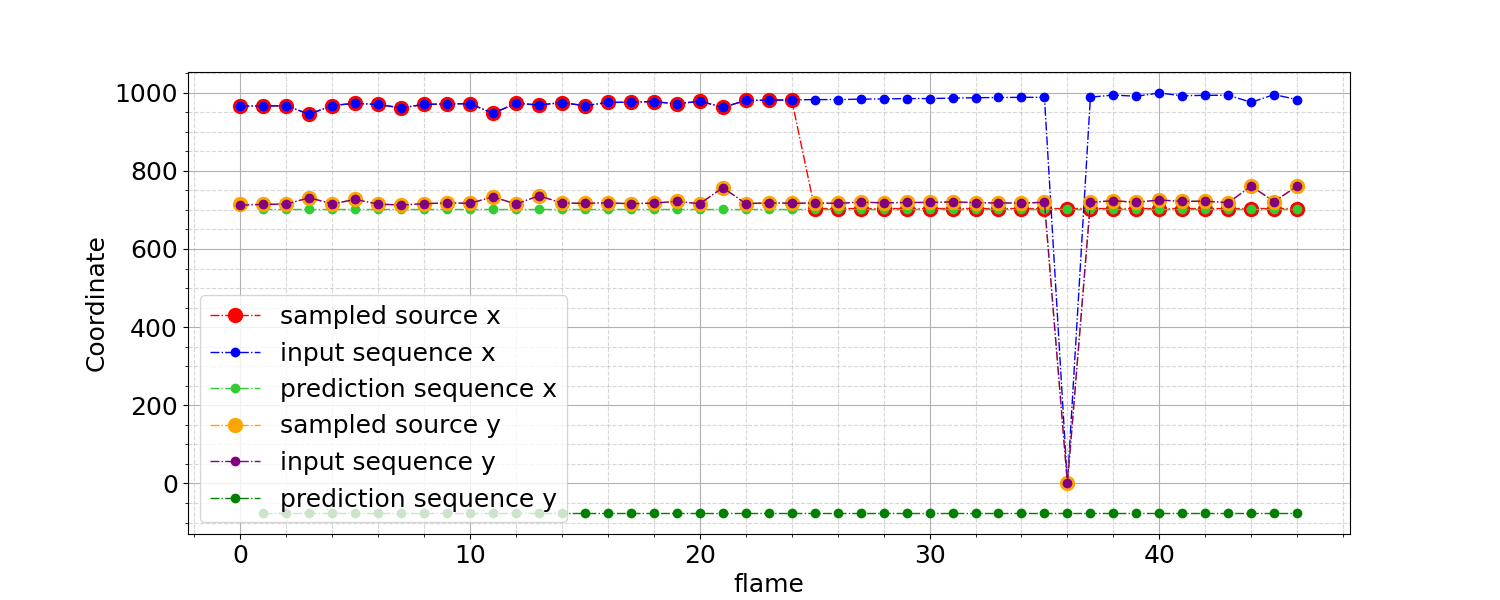 1000
800
600
400
200
0
Coordinate
sampled source x
input sequence x
prediction sequence x
sampled source y
input sequence y
prediction sequence y
0 10 20 30 40
flame